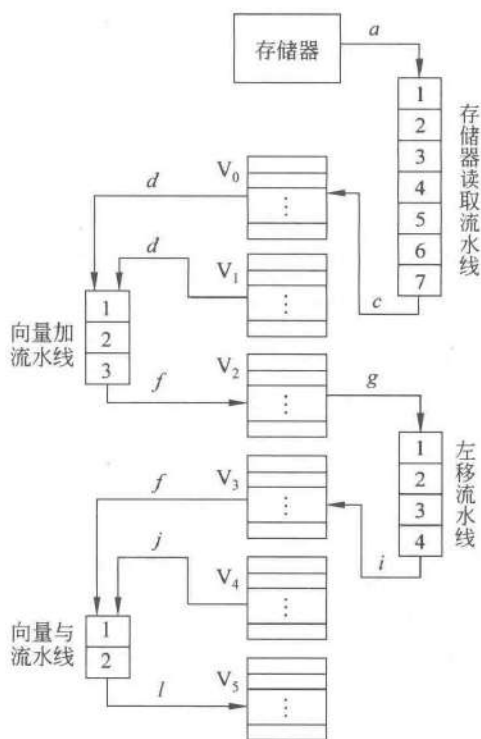 存储器
a
1
2
3
4
5
6
7
存储器读取流水线
c
V₀
⋮
d
V₁
⋮
d
向量加
流水线
1
2
3
f
V₂
⋮
g
1
2
3
4
左移流水线
i
V₃
⋮
f
V₄
⋮
j
向量与
流水线
1
2
l
V₅
⋮